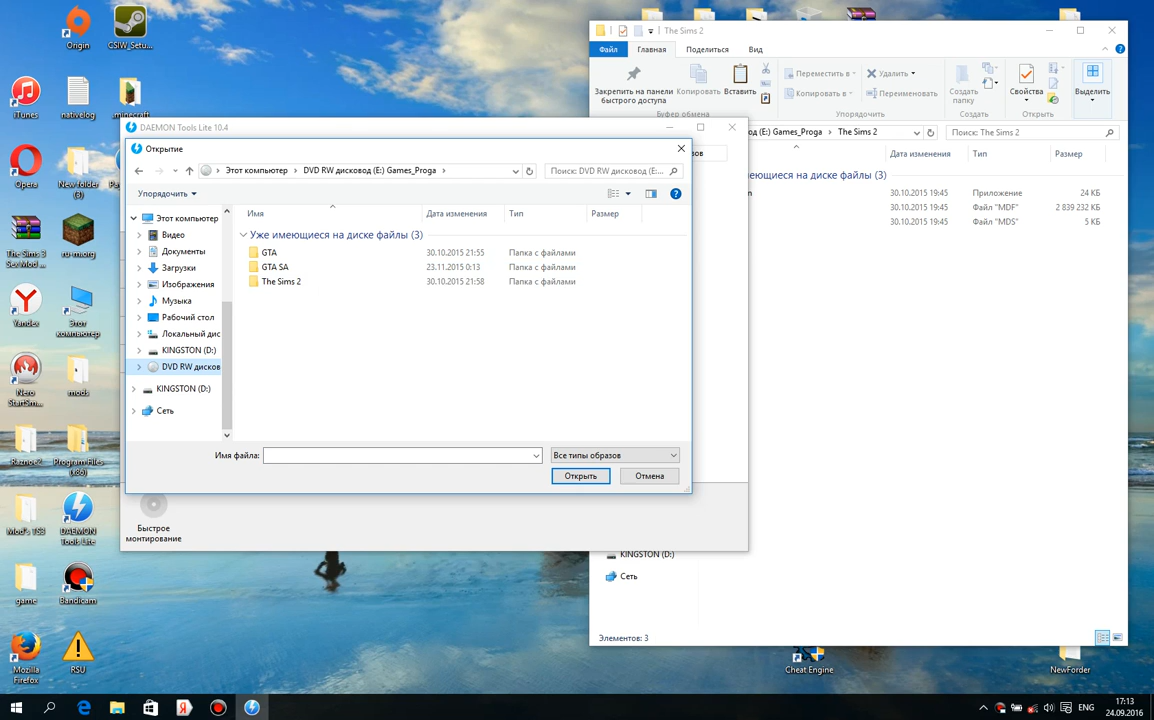 Origin
CSIW_Setu...
iTunes
nativelog
.minecraft
Opera
New folder
(3)
The Sims 3
Sex Mod ...
ru-m.org
Yandex
Этот
компьютер
Nero
StartSm...
mods
Program Files
(x86)
Mod's TS3
DAEMON
Tools Lite
game
Bandicam
Mozilla
Firefox
RSU
Cheat Engine
NewForder
The Sims 2
Файл
Главная
Поделиться
Вид
Закрепить на панели
быстрого доступа
Копировать
Вставить
Переместить в
Копировать в
Удалить
Переименовать
Создать
папку
Свойства
Выделить
Буфер обмена
Упорядочить
Создать
Открыть
од (E:) Games_Proga
The Sims 2
Поиск: The Sims 2
Дата изменения
Тип
Размер
еющиеся на диске файлы (3)
30.10.2015 19:45 Приложение 24 КБ
30.10.2015 19:45 Файл "MDF" 2 839 232 КБ
30.10.2015 19:45 Файл "MDS" 5 КБ
KINGSTON (D:)
Сеть
Элементов: 3
DAEMON Tools Lite 10.4
Быстрое
монтирование
Открытие
Этот компьютер
DVD RW дисковод (E:) Games_Proga
Поиск: DVD RW дисковод (E:...
Упорядочить
Этот компьютер
Видео
Документы
Загрузки
Изображения
Музыка
Рабочий стол
Локальный дис
KINGSTON (D:)
DVD RW дисков
KINGSTON (D:)
Сеть
Имя
Дата изменения
Тип
Размер
Уже имеющиеся на диске файлы (3)
GTA 30.10.2015 21:55 Папка с файлами
GTA SA 23.11.2015 0:13 Папка с файлами
The Sims 2 30.10.2015 21:58 Папка с файлами
Имя файла:
Все типы образов
Открыть
Отмена
ENG
17:13
24.09.2016